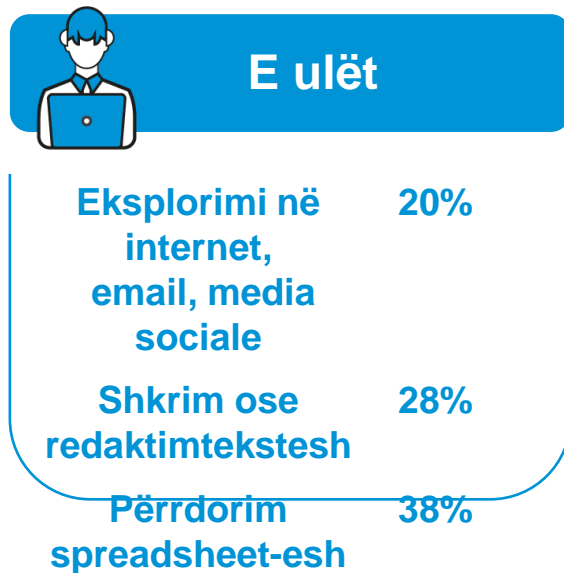 E ulët
Eksplorimi në 20%
internet,
email, media
sociale
Shkrim ose 28%
redaktimtekstesh
Përrdorim 38%
spreadsheet-esh